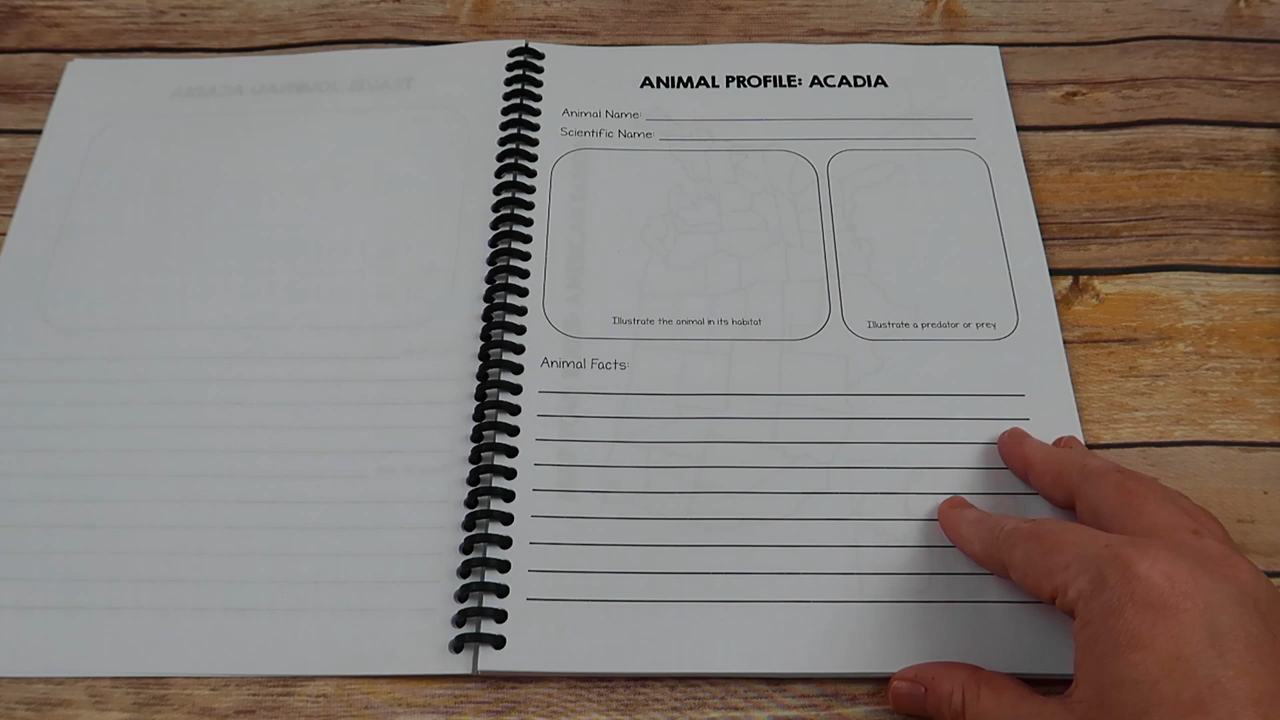 ANIMAL PROFILE: ACADIA
Animal Name:
Scientific Name:
Illustrate the animal in its habitat
Illustrate a predator or prey
Animal Facts: